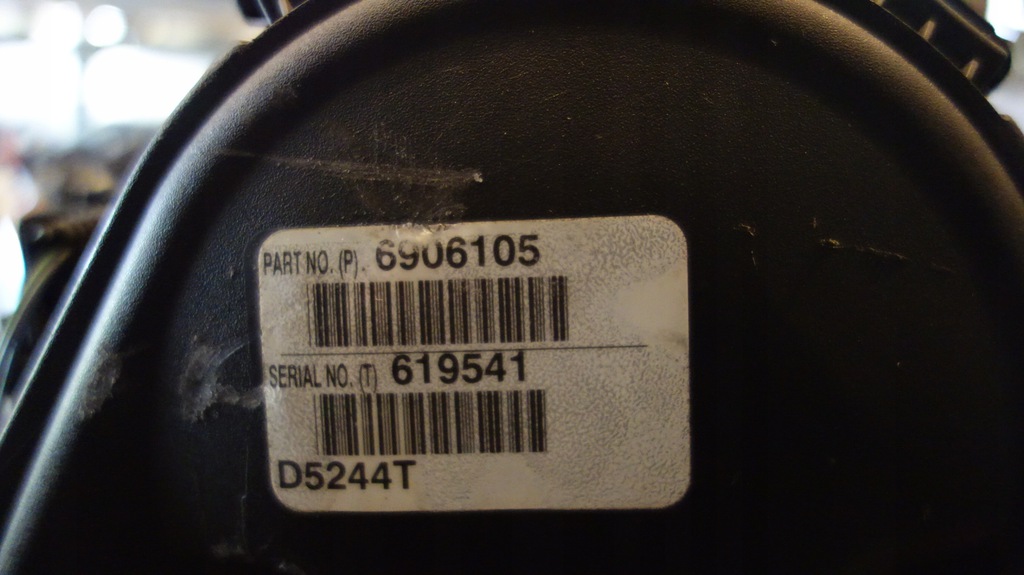 PART NO. (P). 6906105
SERIAL NO. (T) 619541
D5244T